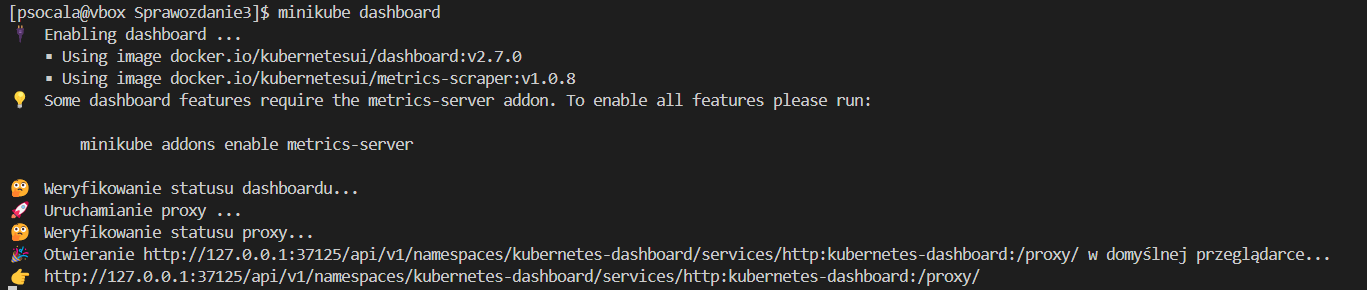 [psocala@vbox Sprawozdanie3]$ minikube dashboard
Enabling dashboard ...
▪ Using image docker.io/kubernetesui/dashboard:v2.7.0
▪ Using image docker.io/kubernetesui/metrics-scraper:v1.0.8
Some dashboard features require the metrics-server addon. To enable all features please run:
minikube addons enable metrics-server
Weryfikowanie statusu dashboardu...
Uruchamianie proxy ...
Weryfikowanie statusu proxy...
Otwieranie http://127.0.0.1:37125/api/v1/namespaces/kubernetes-dashboard/services/http:kubernetes-dashboard:/proxy/ w domyślnej przeglądarce...
http://127.0.0.1:37125/api/v1/namespaces/kubernetes-dashboard/services/http:kubernetes-dashboard:/proxy/